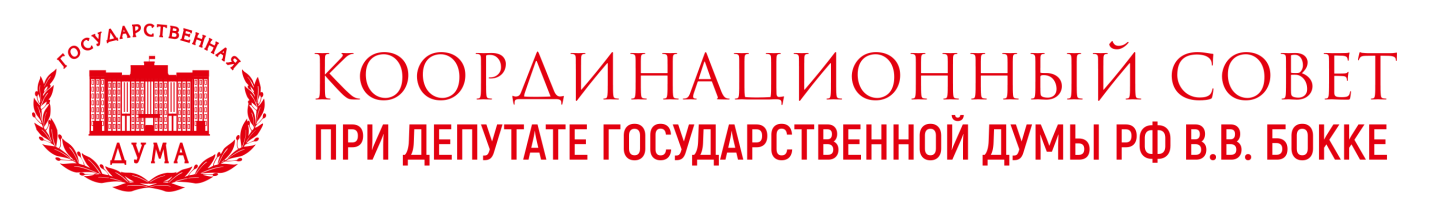 ГОСУДАРСТВЕННАЯ
ДУМА
КООРДИНАЦИОННЫЙ СОВЕТ
ПРИ ДЕПУТАТЕ ГОСУДАРСТВЕННОЙ ДУМЫ РФ В.В. БОККЕ